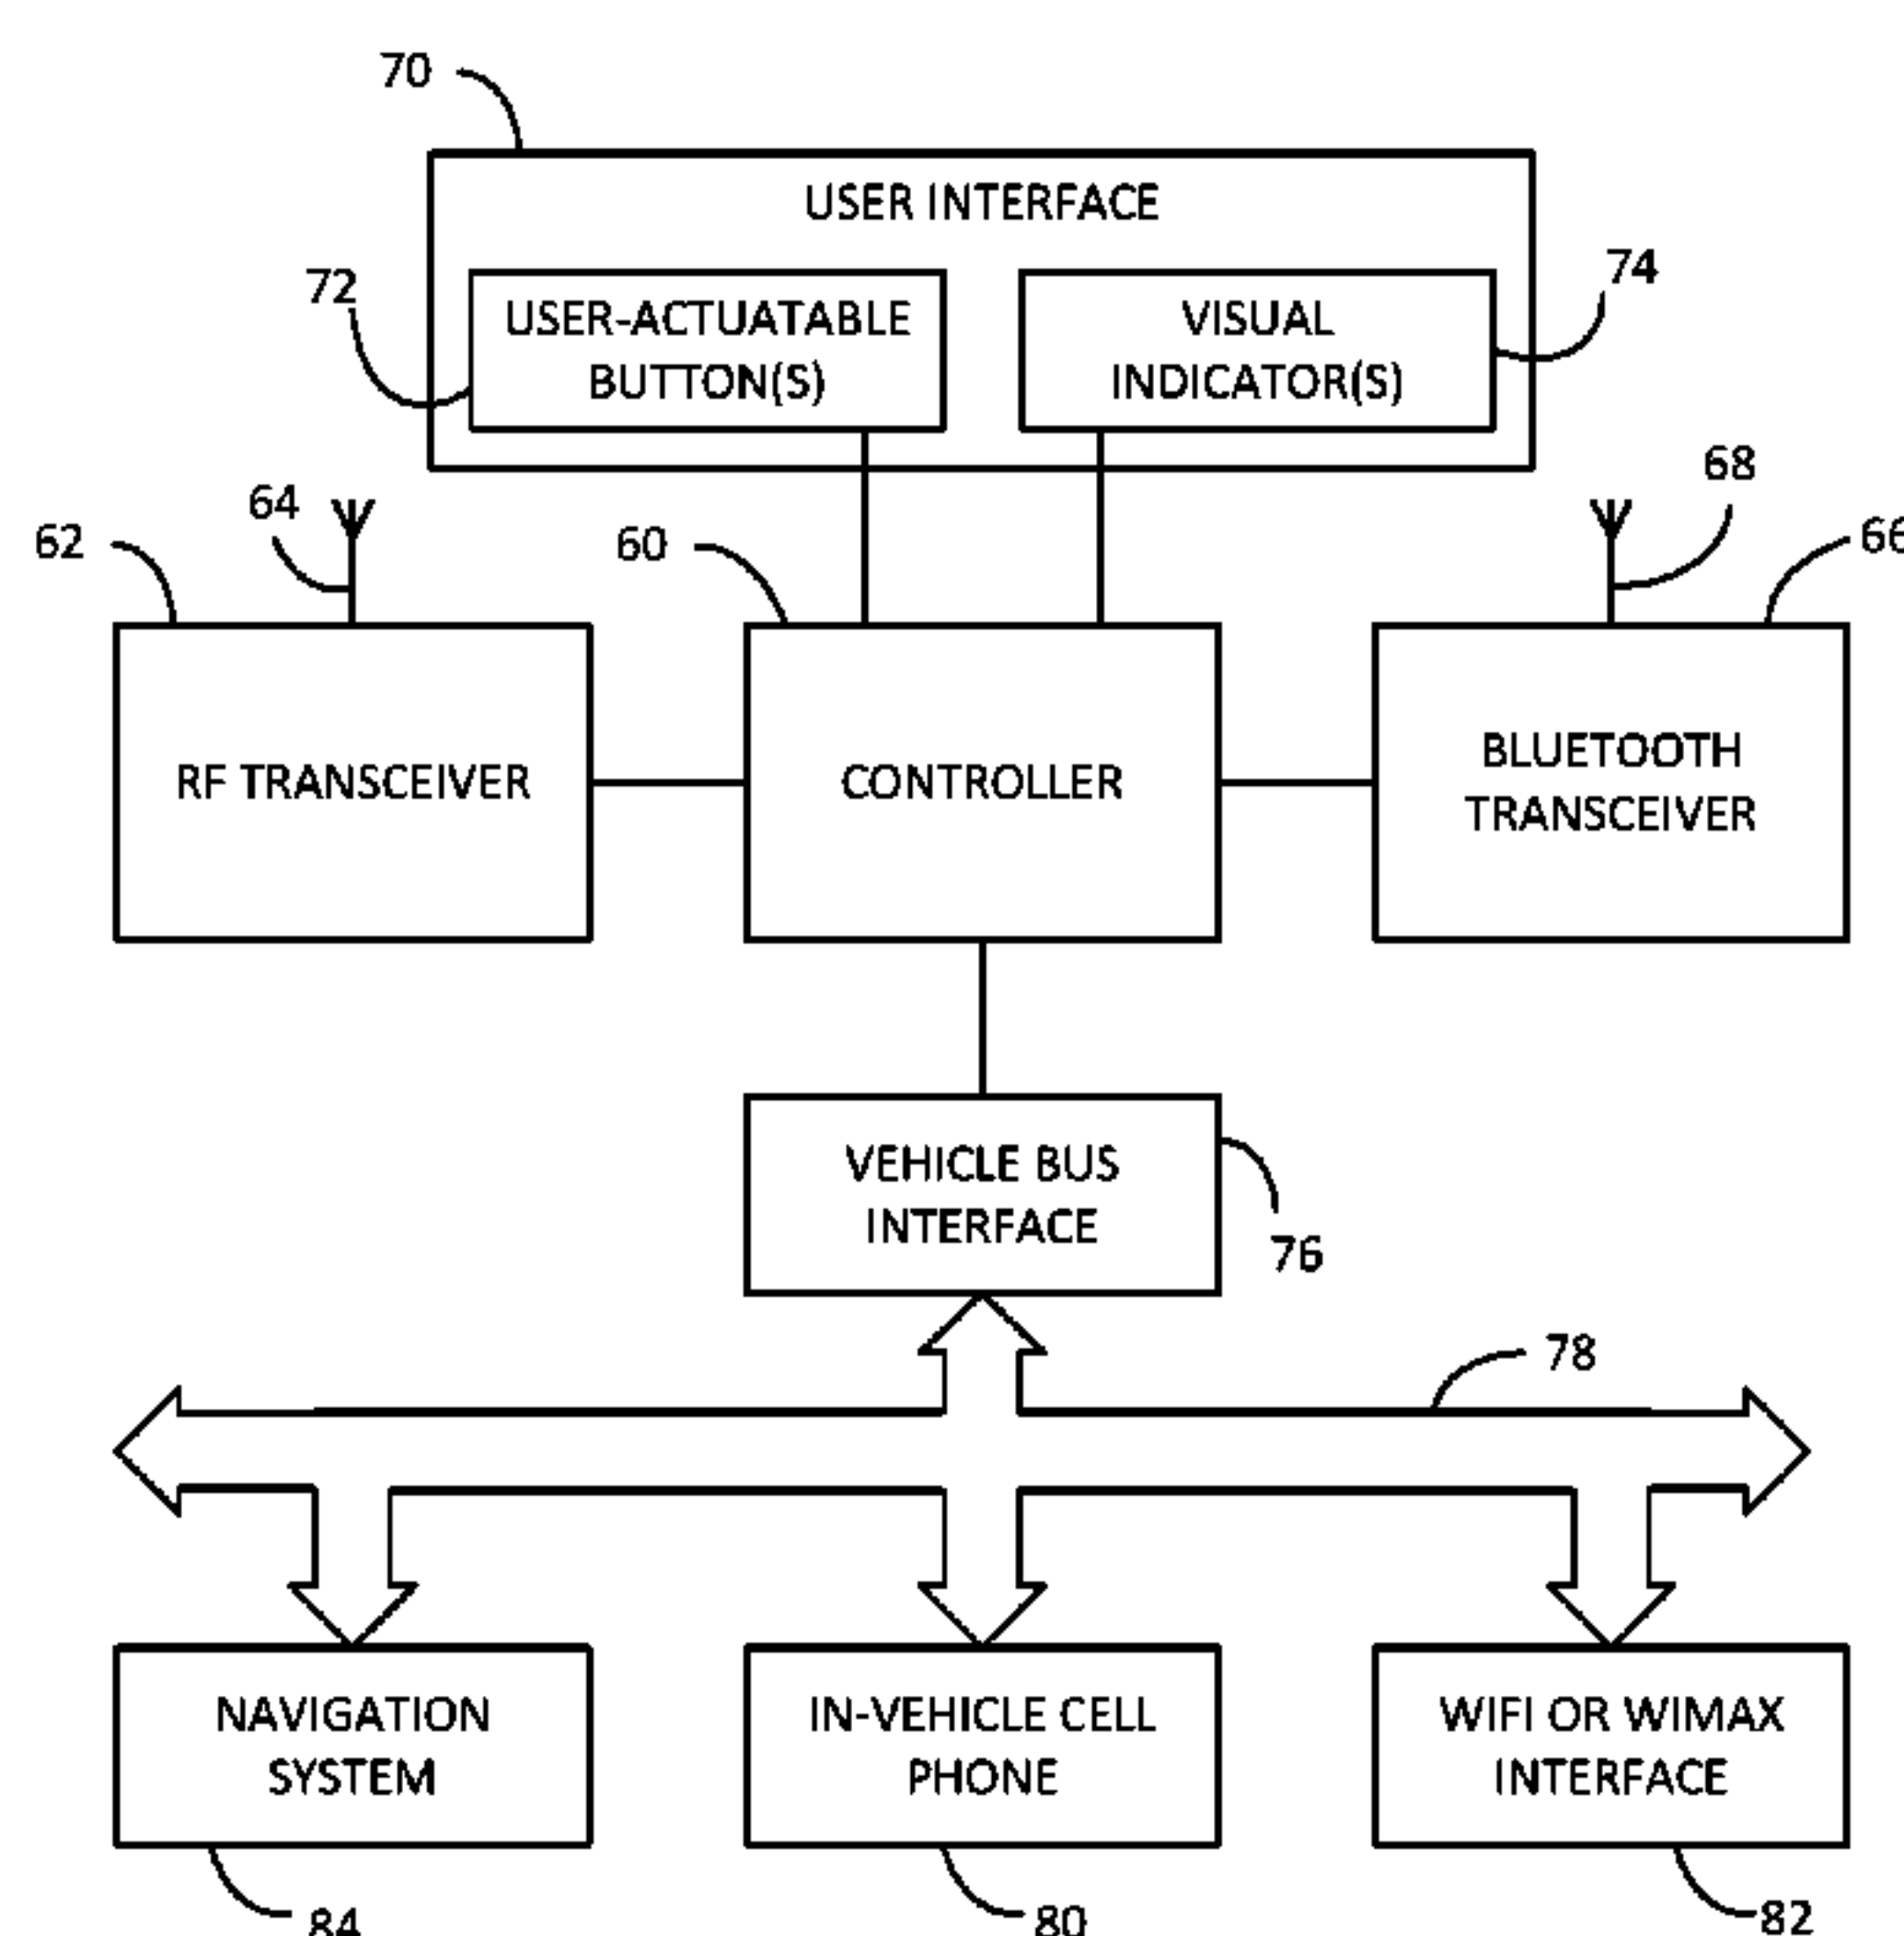 70
USER INTERFACE
72
USER-ACTUATABLE
BUTTON(S)
VISUAL
INDICATOR(S)
74
62
64
60
68
66
RF TRANSCEIVER
CONTROLLER
BLUETOOTH
TRANSCEIVER
VEHICLE BUS
INTERFACE
76
78
NAVIGATION
SYSTEM
IN-VEHICLE CELL
PHONE
WIFI OR WIMAX
INTERFACE
84
80
82